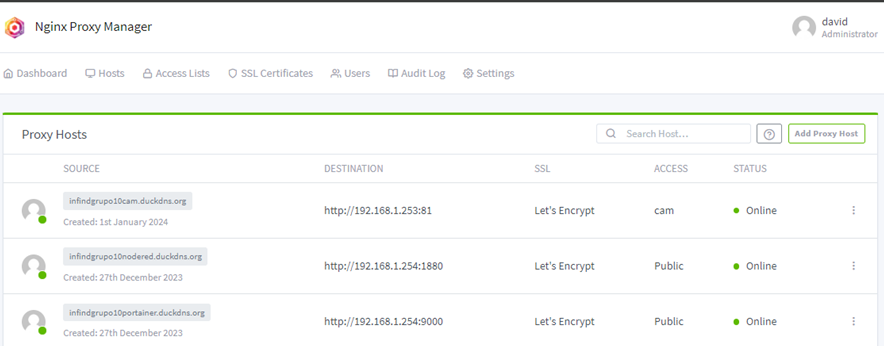 Nginx Proxy Manager
david
Administrator
Dashboard Hosts Access Lists SSL Certificates Users Audit Log Settings
Proxy Hosts Search Host... Add Proxy Host
SOURCE DESTINATION SSL ACCESS STATUS
infindgrupo10cam.duckdns.org
Created: 1st January 2024
http://192.168.1.253:81 Let's Encrypt cam Online
infindgrupo10nodered.duckdns.org
Created: 27th December 2023
http://192.168.1.254:1880 Let's Encrypt Public Online
infindgrupo10portainer.duckdns.org
Created: 27th December 2023
http://192.168.1.254:9000 Let's Encrypt Public Online